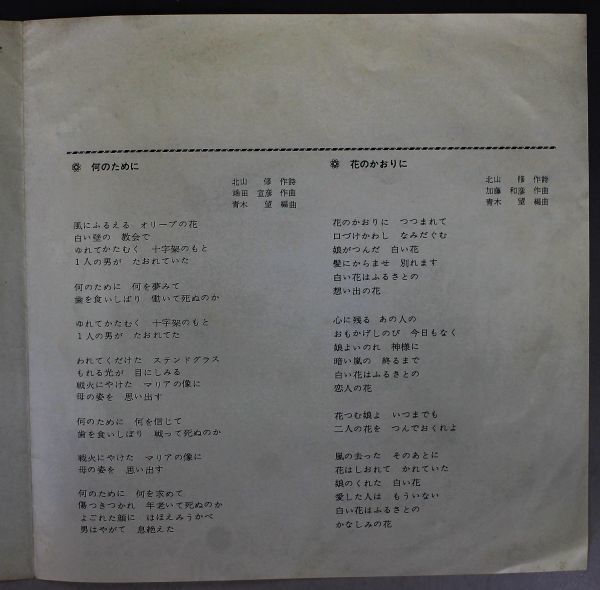 何のために
北山 修 作詩
端田 宣彦 作曲
青木 望 編曲
風にふるえる オリーブの花
白い壁の 教会で
ゆれてかたむく 十字架のもと
1人の男が たおれていた
何のために 何を夢みて
歯を食いしばり 働いて死ぬのか
ゆれてかたむく 十字架のもと
1人の男が たおれてた
われてくだけた ステンドグラス
もれる光が 目にしみる
戦火にやけた マリアの像に
母の姿を 思い出す
何のために 何を信じて
歯を食いしばり 戦って死ぬのか
戦火にやけた マリアの像に
母の姿を 思い出す
何のために 何を求めて
傷つきつかれ 年老いて死ぬのか
よごれた顔に ほほえみうかべ
男はやがて 息絶えた
花のかおりに
北山 修 作詩
加藤 和彦 作曲
青木 望 編曲
花のかおりに つつまれて
口づけかわし なみだぐむ
娘がつんだ 白い花
髪にからませ 別れます
白い花はふるさとの
想い出の花
心に残る あの人の
おもかげしのび 今日もなく
娘よいのれ 神様に
暗い嵐の 終るまで
白い花はふるさとの
恋人の花
花つむ娘よ いつまでも
二人の花を つんでおくれよ
風の去った そのあとに
花はしおれて かれていた
娘のくれた 白い花
愛した人は もういない
白い花はふるさとの
かなしみの花